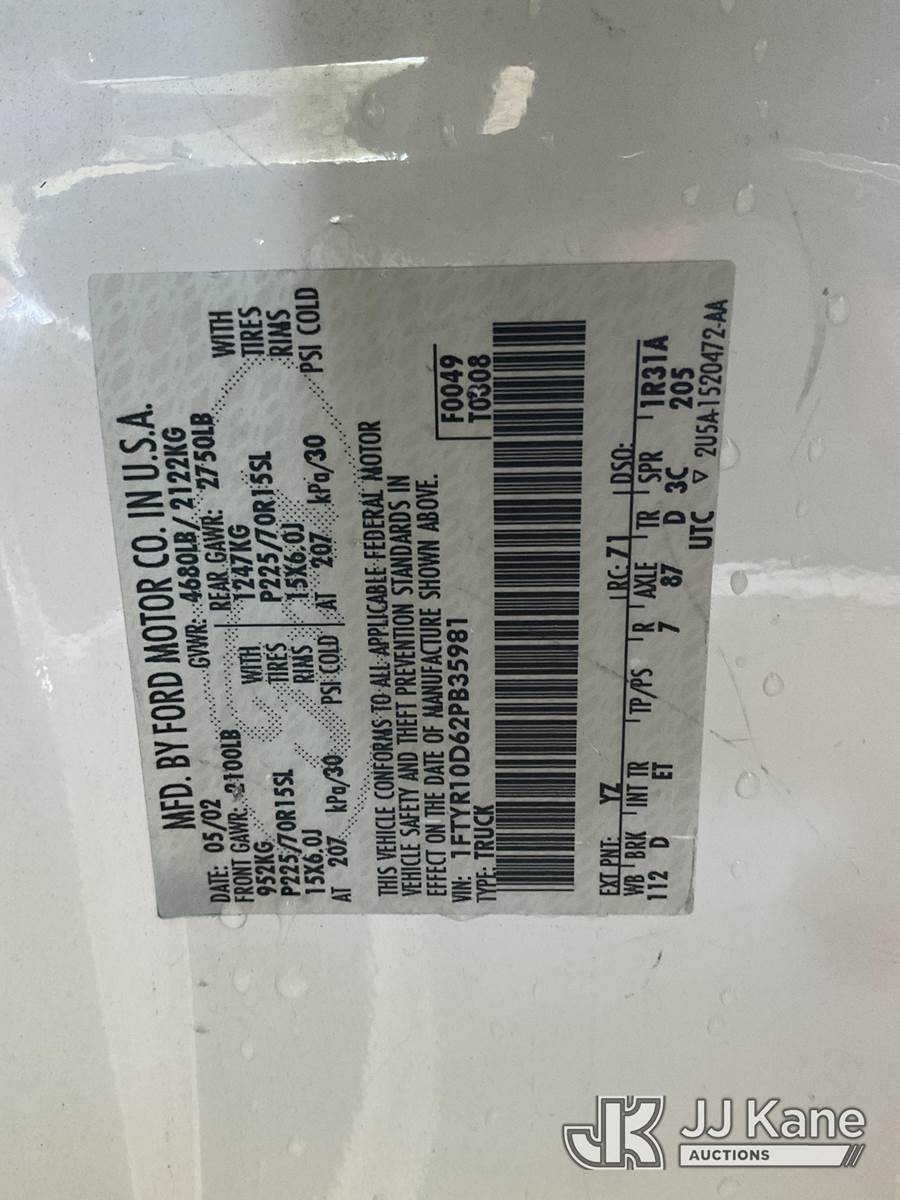 MFD. BY FORD MOTOR CO. IN U.S.A.
DATE: 05/02 GVWR: 4680LB/ 2122KG
FRONT GAWR: 2100LB REAR GAWR: 2750LB
952KG WITH 1247KG WITH
P225/70R15SL TIRES P225/70R15SL TIRES
15X6.0J RIMS 15X6.0J RIMS
AT 207 kPa/30 PSI COLD AT 207 kPa/30 PSI COLD
THIS VEHICLE CONFORMS TO ALL APPLICABLE FEDERAL MOTOR
VEHICLE SAFETY AND THEFT PREVENTION STANDARDS IN
EFFECT ON THE DATE OF MANUFACTURE SHOWN ABOVE.
VIN: 1FTYR10D62PB35981 F0049
TYPE: TRUCK T0308
EXT PNT: YZ RC: 71 DSO:
WB BRK INT TR TP/PS R AXLE TR SPR 1R31A
112 D ET 7 87 D 3C 205
UTC ▽ 2U5A-1520472-AA
JK JJ Kane
AUCTIONS